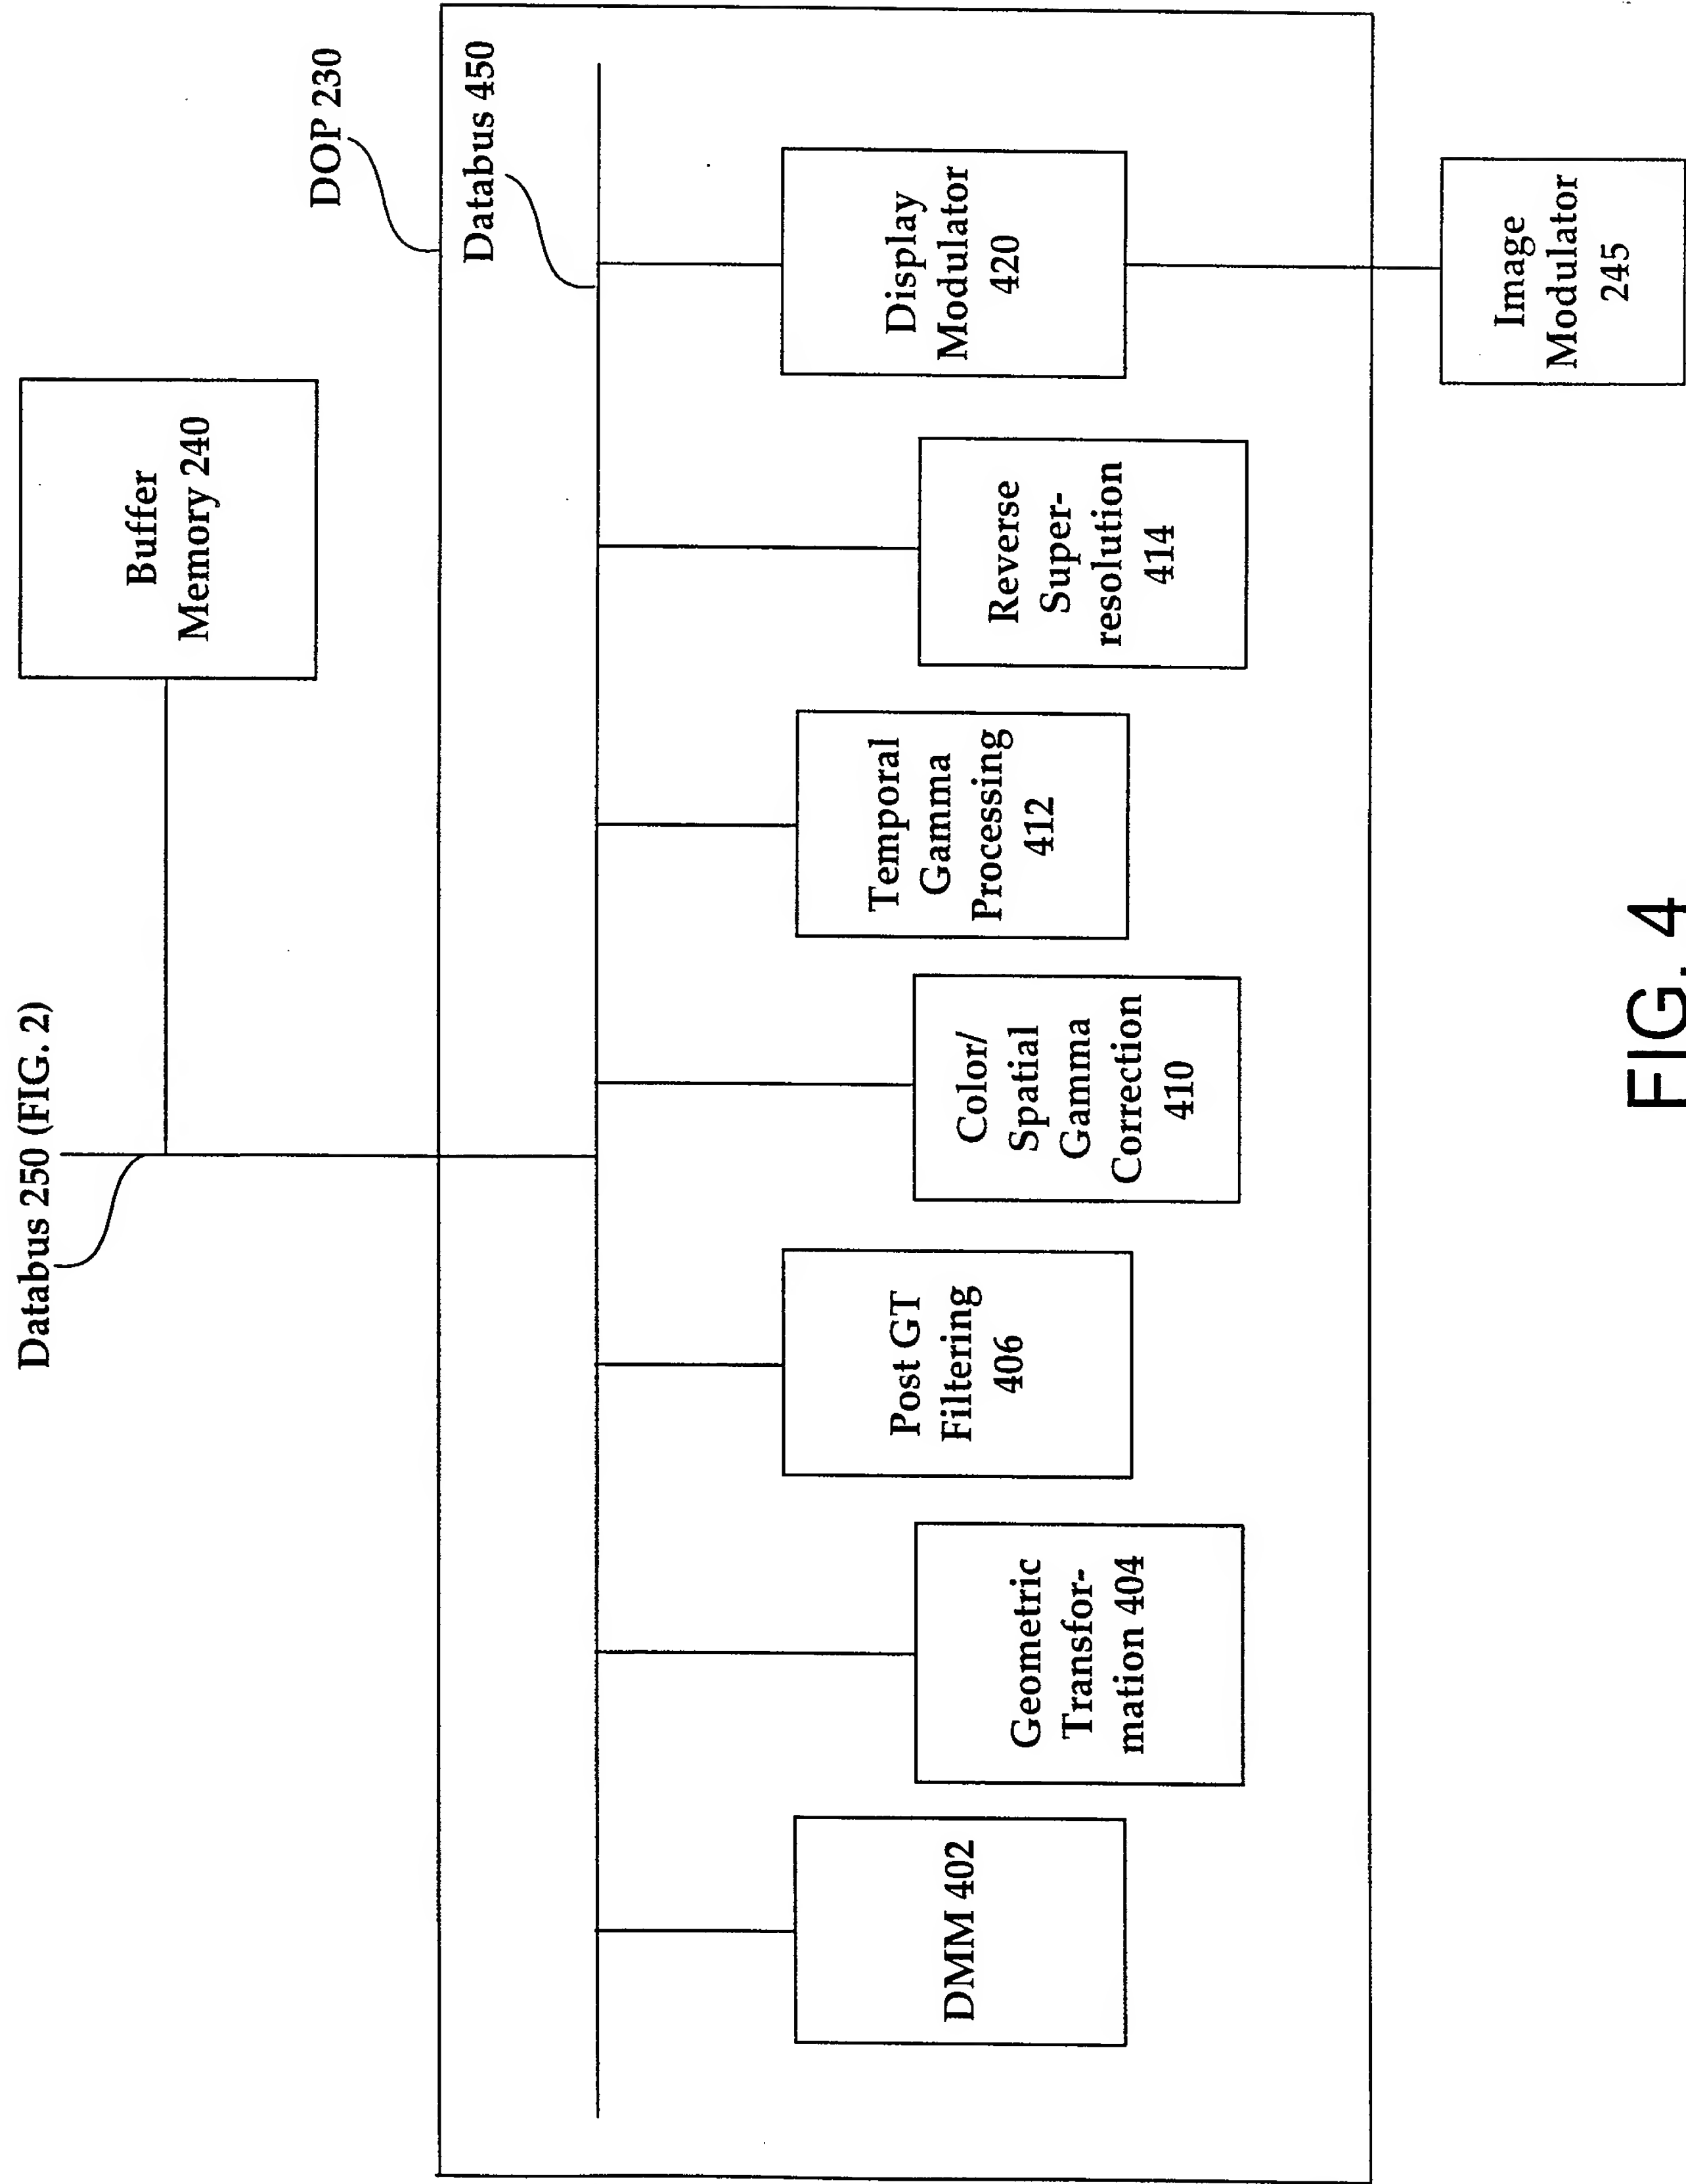 Databus 250 (FIG. 2)
Buffer
Memory 240
DOP 230
Databus 450
DMM 402
Geometric
Transfor-
mation 404
Post GT
Filtering
406
Color/
Spatial
Gamma
Correction
410
Temporal
Gamma
Processing
412
Reverse
Super-
resolution
414
Display
Modulator
420
Image
Modulator
245
FIG. 4